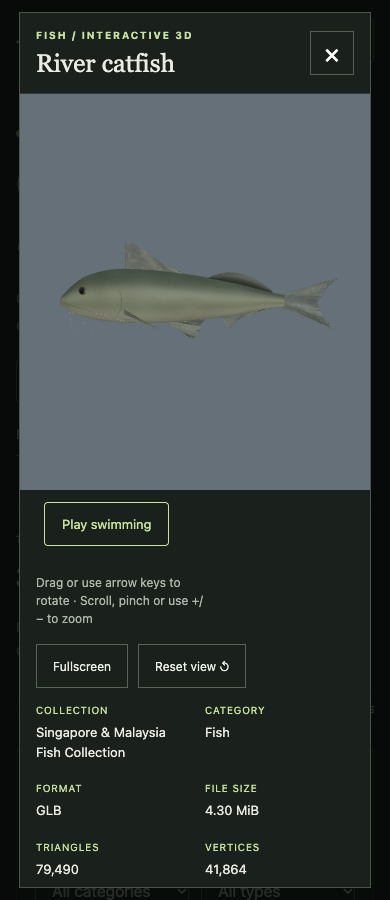 FISH / INTERACTIVE 3D
River catfish
×
Play swimming
Drag or use arrow keys to
rotate · Scroll, pinch or use +/
− to zoom
Fullscreen
Reset view ↺
COLLECTION
CATEGORY
Singapore & Malaysia
Fish Collection
Fish
FORMAT
FILE SIZE
GLB
4.30 MiB
TRIANGLES
VERTICES
79,490
41,864
All categories
All types